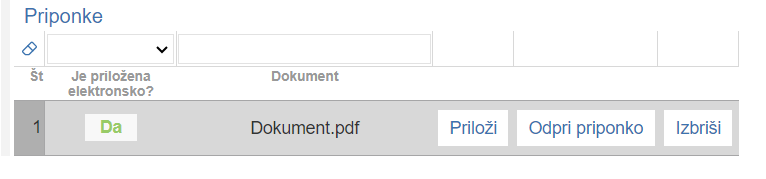 Priponke
Št Je priložena Dokument
elektronsko?
1 Da Dokument.pdf Priloži Odpri priponko Izbriši